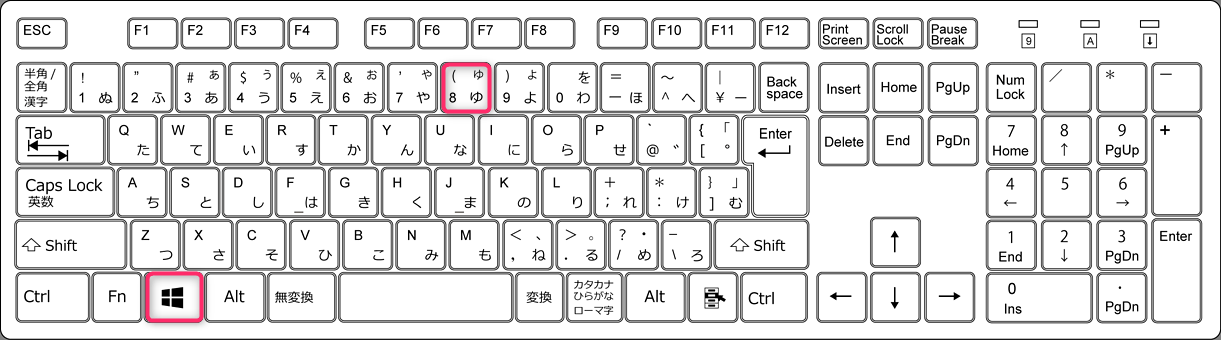 ESC F1 F2 F3 F4 F5 F6 F7 F8 F9 F10 F11 F12 Print Screen Scroll Lock Pause Break 9 A ↓
半角/全角 漢字 ! 1 ぬ " 2 ふ # ぁ 3 あ $ ぅ 4 う % ぇ 5 え & ぉ 6 お ' ゃ 7 や ( ゅ 8 ゆ ) ょ 9 よ を 0 わ = ー ほ ~ ^ へ | ¥ ー Back space Insert Home PgUp Num Lock / * ー
Tab Q た W て E い R す T か Y ん U な I に O ら P せ ` @ ゛ { 「 [ ゜ Enter Delete End PgDn 7 Home 8 ↑ 9 PgUp +
Caps Lock 英数 A ち S と D し F _は G き H く J _ま K の L り + ; れ * : け } 」 ] む 4 ← 5 6 →
⇧ Shift Z つ X さ C そ V ひ B こ N み M も < 、 , ね > 。 . る ? ・ / め _ \ ろ ⇧ Shift ↑ 1 End 2 ↓ 3 PgDn Enter
Ctrl Fn Alt 無変換 変換 カタカナ ひらがな ローマ字 Alt Ctrl ← ↓ → 0 Ins . PgDn